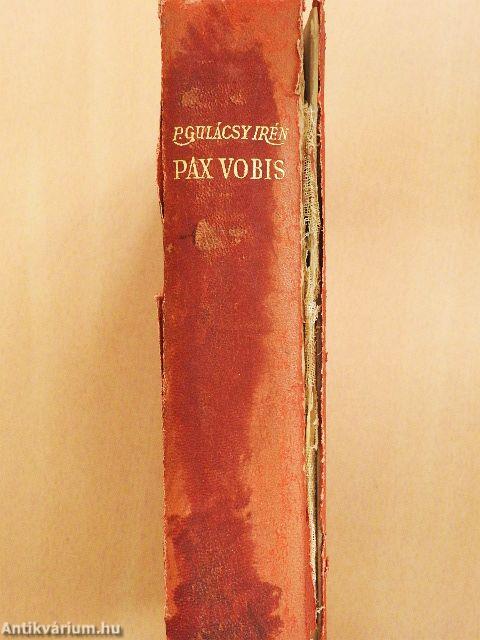 P. GULÁCSY IRÉN
PAX VOBIS
Antikvárium.hu